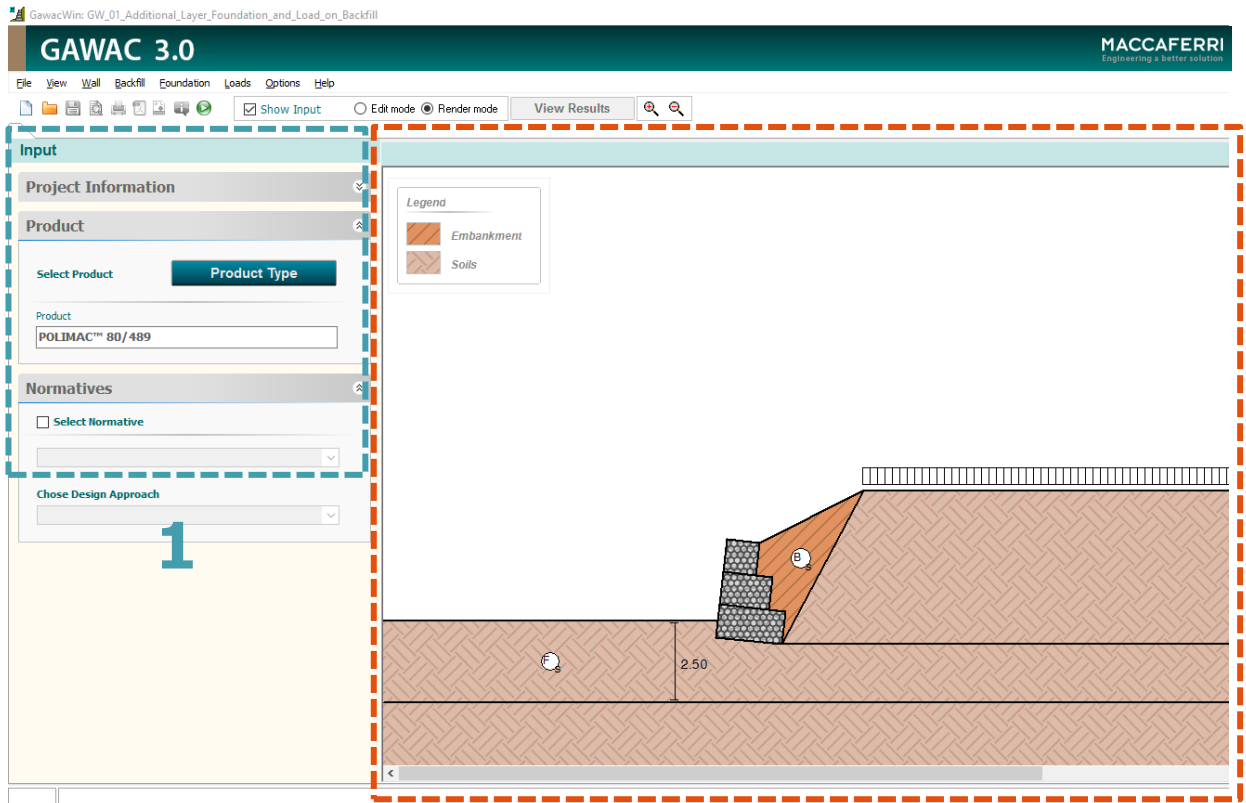 GawacWin: GW_01_Additional_Layer_Foundation_and_Load_on_Backfill
GAWAC 3.0
MACCAFERRI
Engineering a better solution
File View Wall Backfill Foundation Loads Options Help
Show Input Edit mode Render mode View Results
Input
Project Information
Product
Select Product Product Type
Product
POLIMAC™ 80/489
Normatives
Select Normative
Chose Design Approach
1
Legend
Embankment
Soils
B
s
F
s
2.50